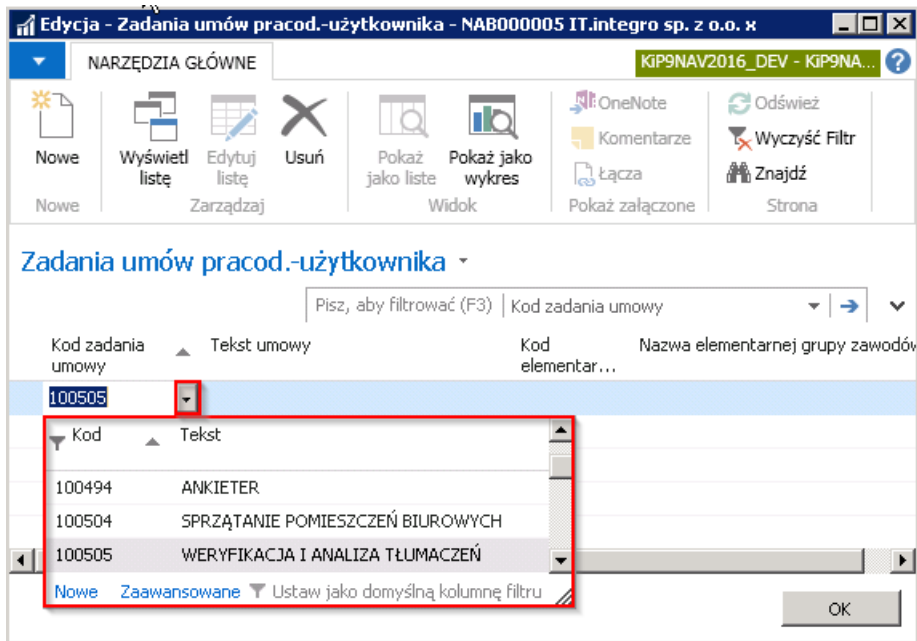 Edycja - Zadania umów pracod.-użytkownika - NAB000005 IT.integro sp. z o.o. x
NARZĘDZIA GŁÓWNE
KiP9NAV2016_DEV - KiP9NA...
Nowe
Wyświetl listę
Edytuj listę
Usuń
Pokaż jako liste
Pokaż jako wykres
OneNote
Komentarze
Łącza
Odśwież
Wyczyść Filtr
Znajdź
Nowe
Zarządzaj
Widok
Pokaż załączone
Strona
Zadania umów pracod.-użytkownika
Pisz, aby filtrować (F3)
Kod zadania umowy
Kod zadania umowy
Tekst umowy
Kod elementar...
Nazwa elementarnej grupy zawodów
100505
Kod
Tekst
100494 ANKIETER
100504 SPRZĄTANIE POMIESZCZEŃ BIUROWYCH
100505 WERYFIKACJA I ANALIZA TŁUMACZEŃ
Nowe
Zaawansowane
Ustaw jako domyślną kolumnę filtru
OK